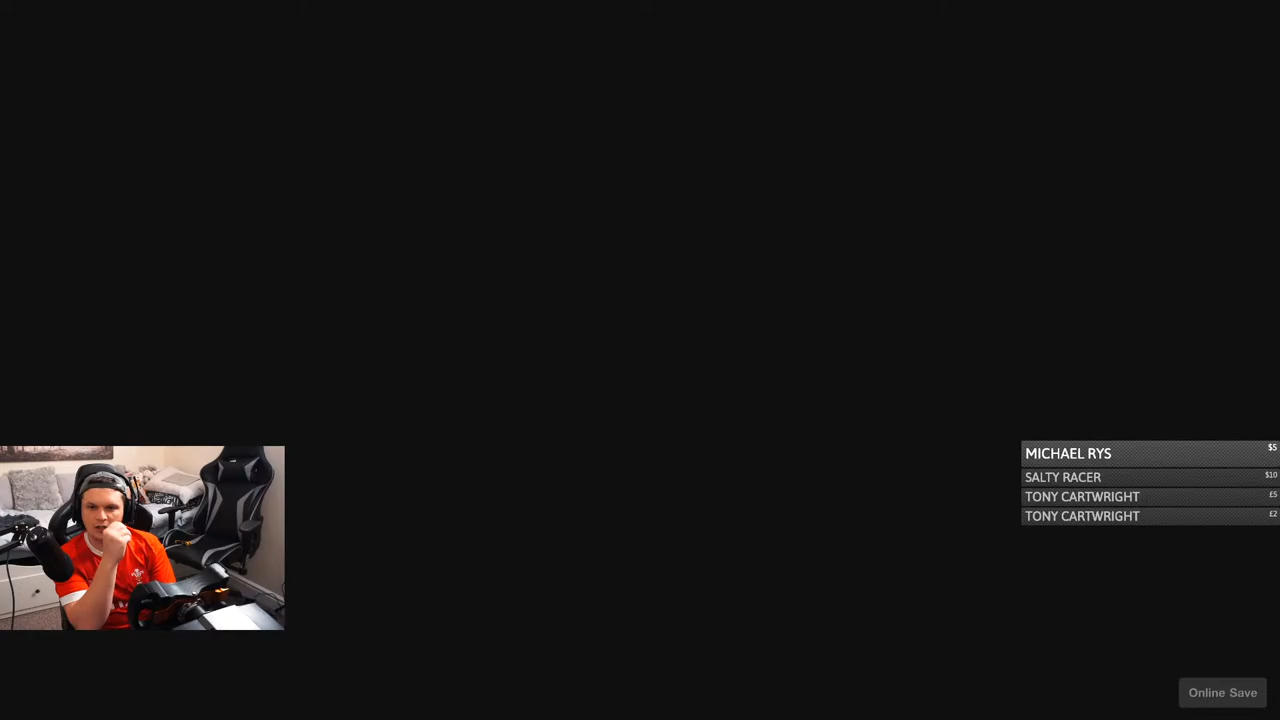 MICHAEL RYS $5
SALTY RACER $10
TONY CARTWRIGHT £5
TONY CARTWRIGHT £2
Online Save